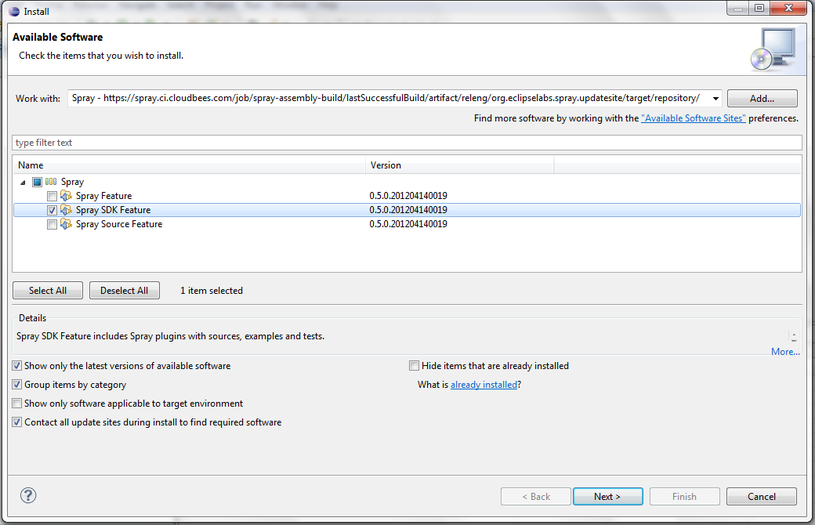 Install
Available Software
Check the items that you wish to install.
Work with: Spray - https://spray.ci.cloudbees.com/job/spray-assembly-build/lastSuccessfulBuild/artifact/releng/org.eclipselabs.spray.updatesite/target/repository/ Add...
Find more software by working with the "Available Software Sites" preferences.
type filter text
Name Version
Spray
Spray Feature 0.5.0.201204140019
Spray SDK Feature 0.5.0.201204140019
Spray Source Feature 0.5.0.201204140019
Select All Deselect All 1 item selected
Details
Spray SDK Feature includes Spray plugins with sources, examples and tests.
More...
Show only the latest versions of available software Hide items that are already installed
Group items by category What is already installed?
Show only software applicable to target environment
Contact all update sites during install to find required software
? < Back Next > Finish Cancel